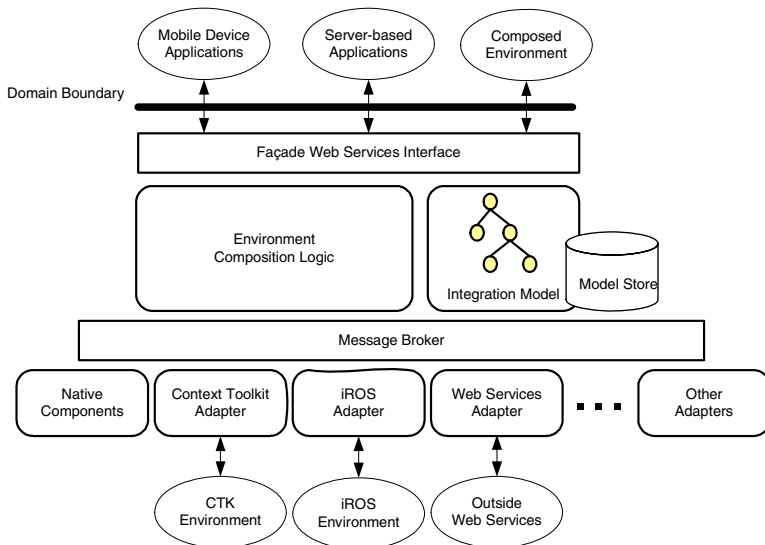 Mobile Device
Applications
Server-based
Applications
Composed
Environment
Domain Boundary
Façade Web Services Interface
Environment
Composition Logic
Integration Model
Model Store
Message Broker
Native
Components
Context Toolkit
Adapter
iROS
Adapter
Web Services
Adapter
Other
Adapters
CTK
Environment
iROS
Environment
Outside
Web Services